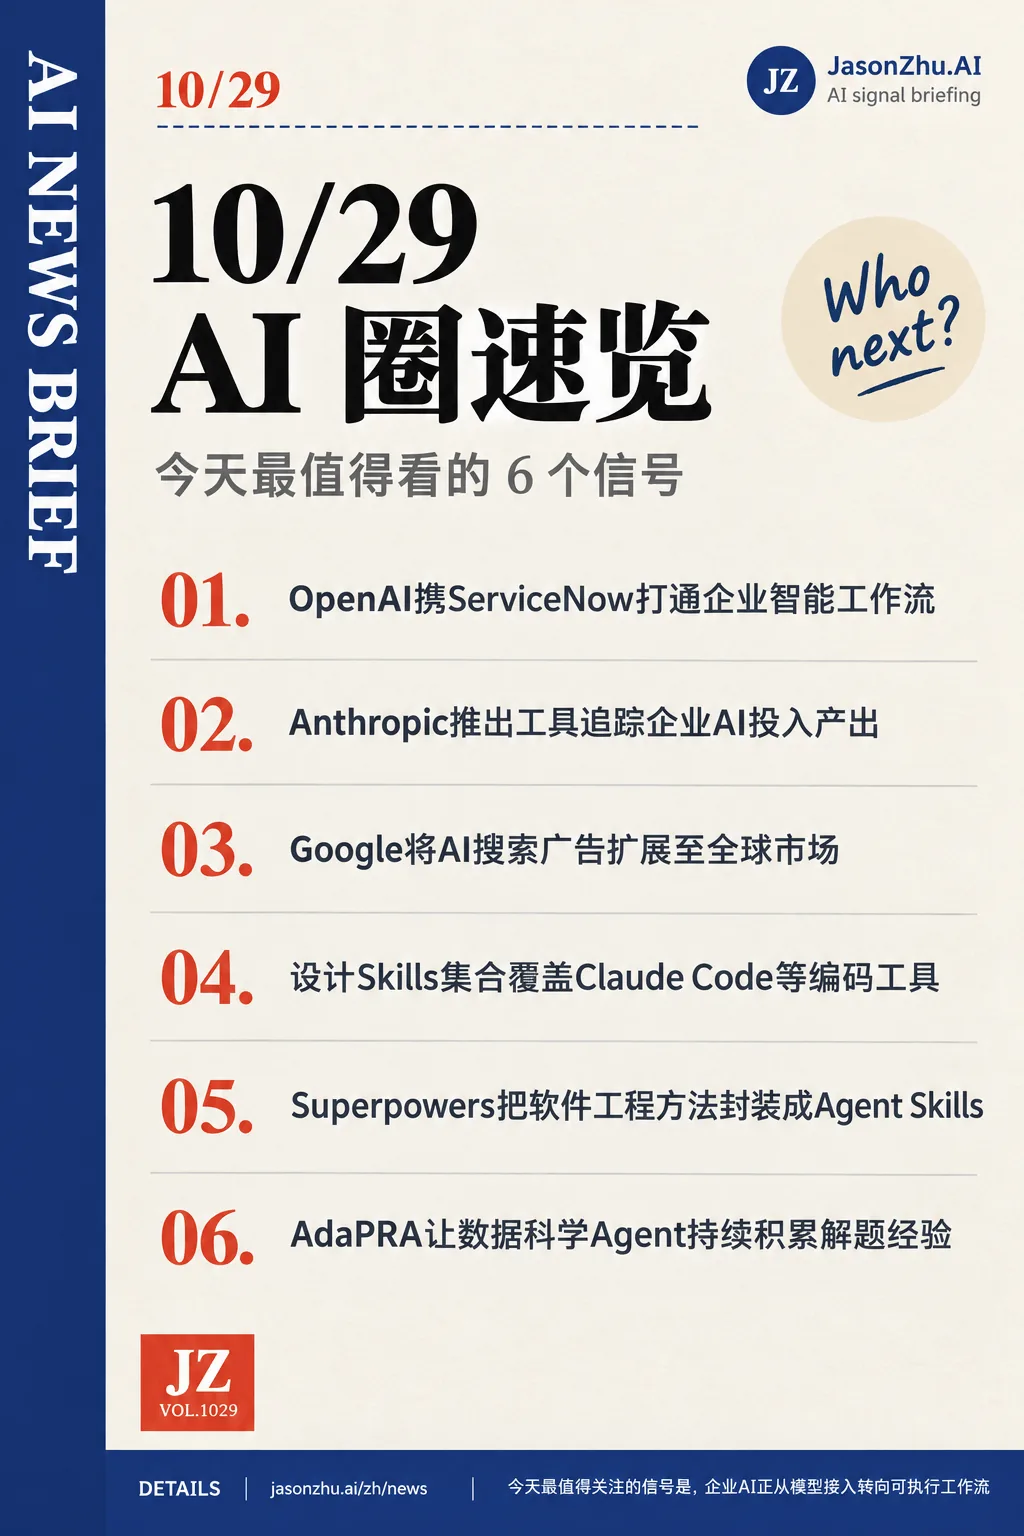 AI NEWS BRIEF
10/29
JZ
JasonZhu.AI
AI signal briefing
10/29
AI 圈速览
Who
next?
今天最值得看的 6 个信号
01. OpenAI携ServiceNow打通企业智能工作流
02. Anthropic推出工具追踪企业AI投入产出
03. Google将AI搜索广告扩展至全球市场
04. 设计Skills集合覆盖Claude Code等编码工具
05. Superpowers把软件工程方法封装成Agent Skills
06. AdaPRA让数据科学Agent持续积累解题经验
JZ
VOL.1029
DETAILS | jasonzhu.ai/zh/news | 今天最值得关注的信号是，企业AI正从模型接入转向可执行工作流